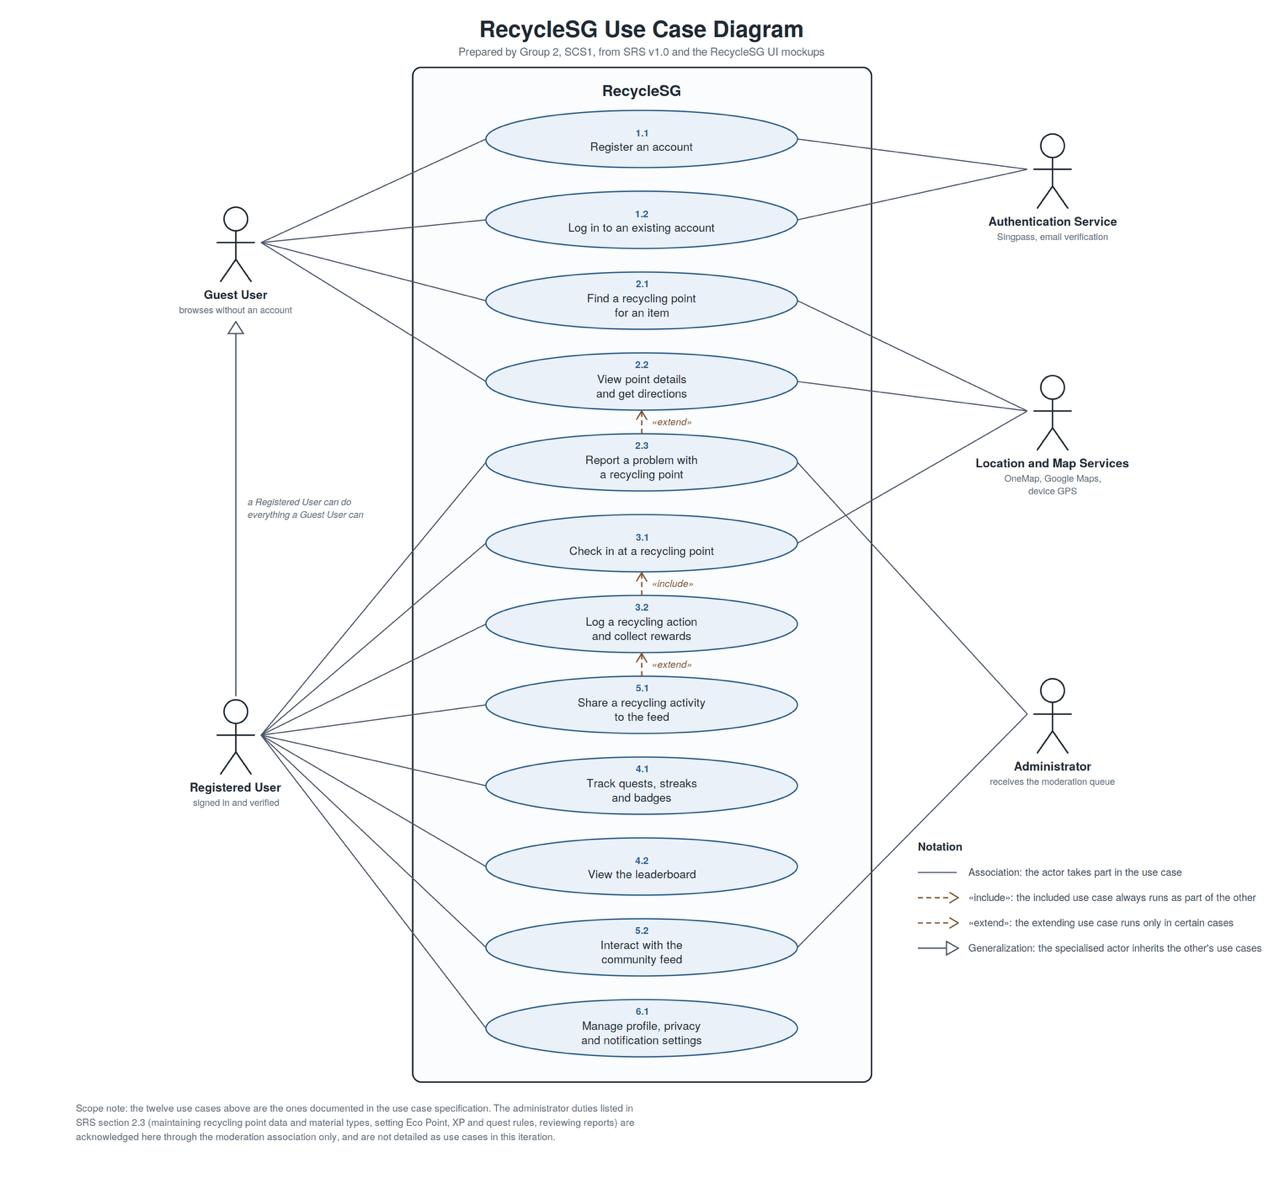 RecycleSG Use Case Diagram
Prepared by Group 2, SCS1, from SRS v1.0 and the RecycleSG UI mockups
RecycleSG
1.1
Register an account
1.2
Log in to an existing account
2.1
Find a recycling point
for an item
2.2
View point details
and get directions
«extend»
2.3
Report a problem with
a recycling point
3.1
Check in at a recycling point
«include»
3.2
Log a recycling action
and collect rewards
«extend»
5.1
Share a recycling activity
to the feed
4.1
Track quests, streaks
and badges
4.2
View the leaderboard
5.2
Interact with the
community feed
6.1
Manage profile, privacy
and notification settings
Guest User
browses without an account
a Registered User can do
everything a Guest User can
Registered User
signed in and verified
Authentication Service
Singpass, email verification
Location and Map Services
OneMap, Google Maps,
device GPS
Administrator
receives the moderation queue
Notation
Association: the actor takes part in the use case
«include»: the included use case always runs as part of the other
«extend»: the extending use case runs only in certain cases
Generalization: the specialised actor inherits the other's use cases
Scope note: the twelve use cases above are the ones documented in the use case specification. The administrator duties listed in
SRS section 2.3 (maintaining recycling point data and material types, setting Eco Point, XP and quest rules, reviewing reports) are
acknowledged here through the moderation association only, and are not detailed as use cases in this iteration.